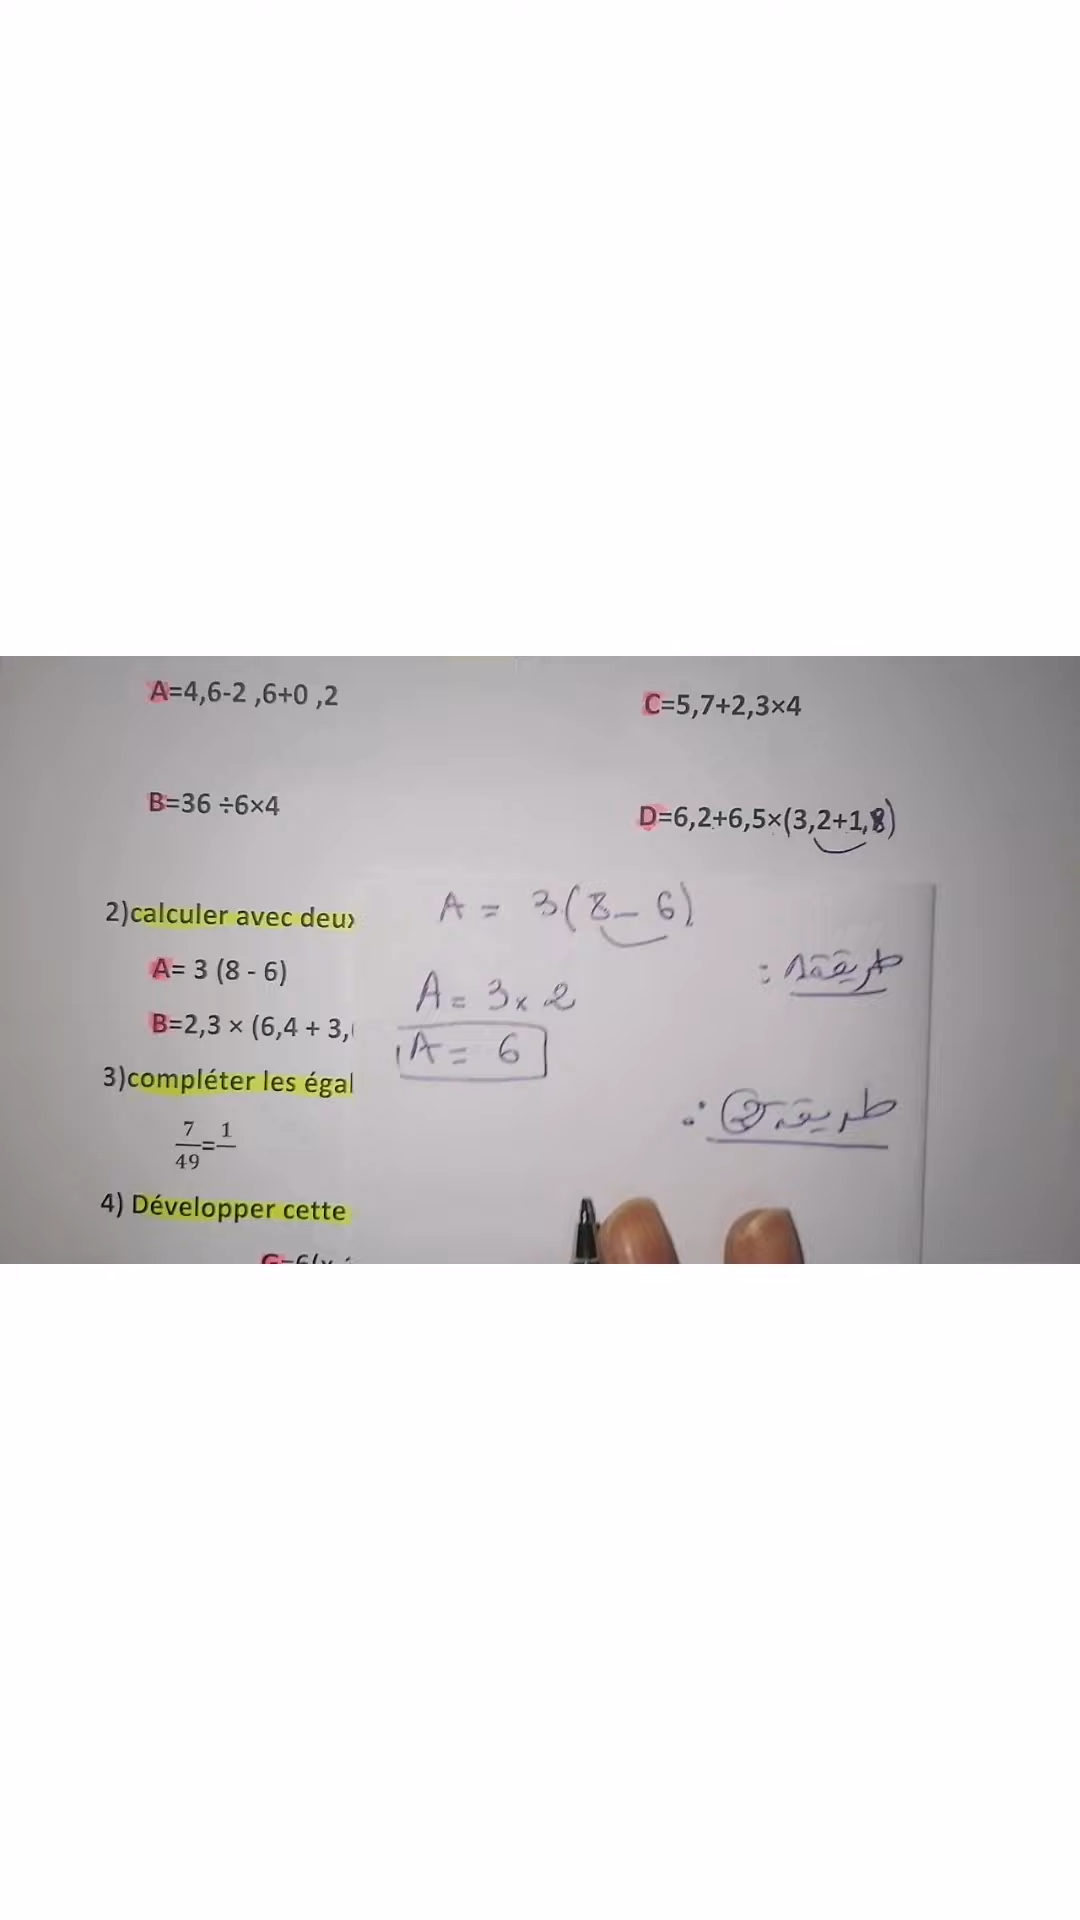 A=4,6-2 ,6+0 ,2
C=5,7+2,3×4
B=36 ÷6×4
D=6,2+6,5×(3,2+1,8)
2)calculer avec deux
A= 3 (8 - 6)
B=2,3 × (6,4 + 3,
A = 3(8 - 6)
طريقة 1 :
A = 3 × 2
A = 6
3)compléter les égal
7/49=1/
طريقة 2 :
4) Développer cette
G=6(x